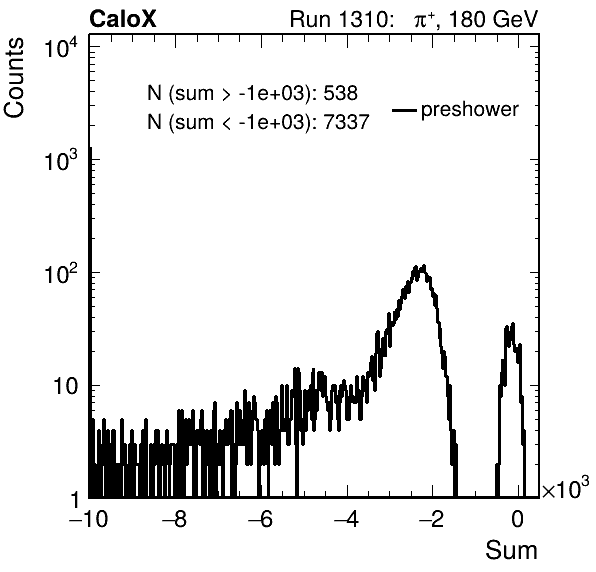 CaloX Run 1310: π⁺, 180 GeV
Counts
10⁴
N (sum > -1e+03): 538
N (sum < -1e+03): 7337
preshower
10³
10²
10
1
×10³
−10 −8 −6 −4 −2 0
Sum